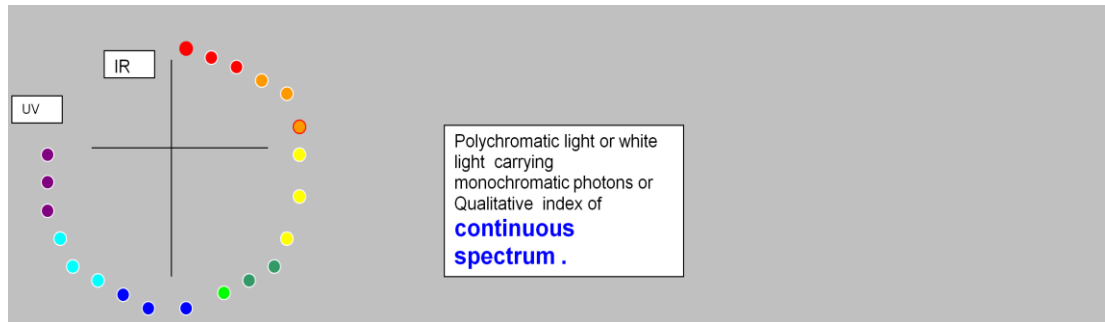 IR
UV
Polychromatic light or white
light carrying
monochromatic photons or
Qualitative index of
continuous
spectrum .